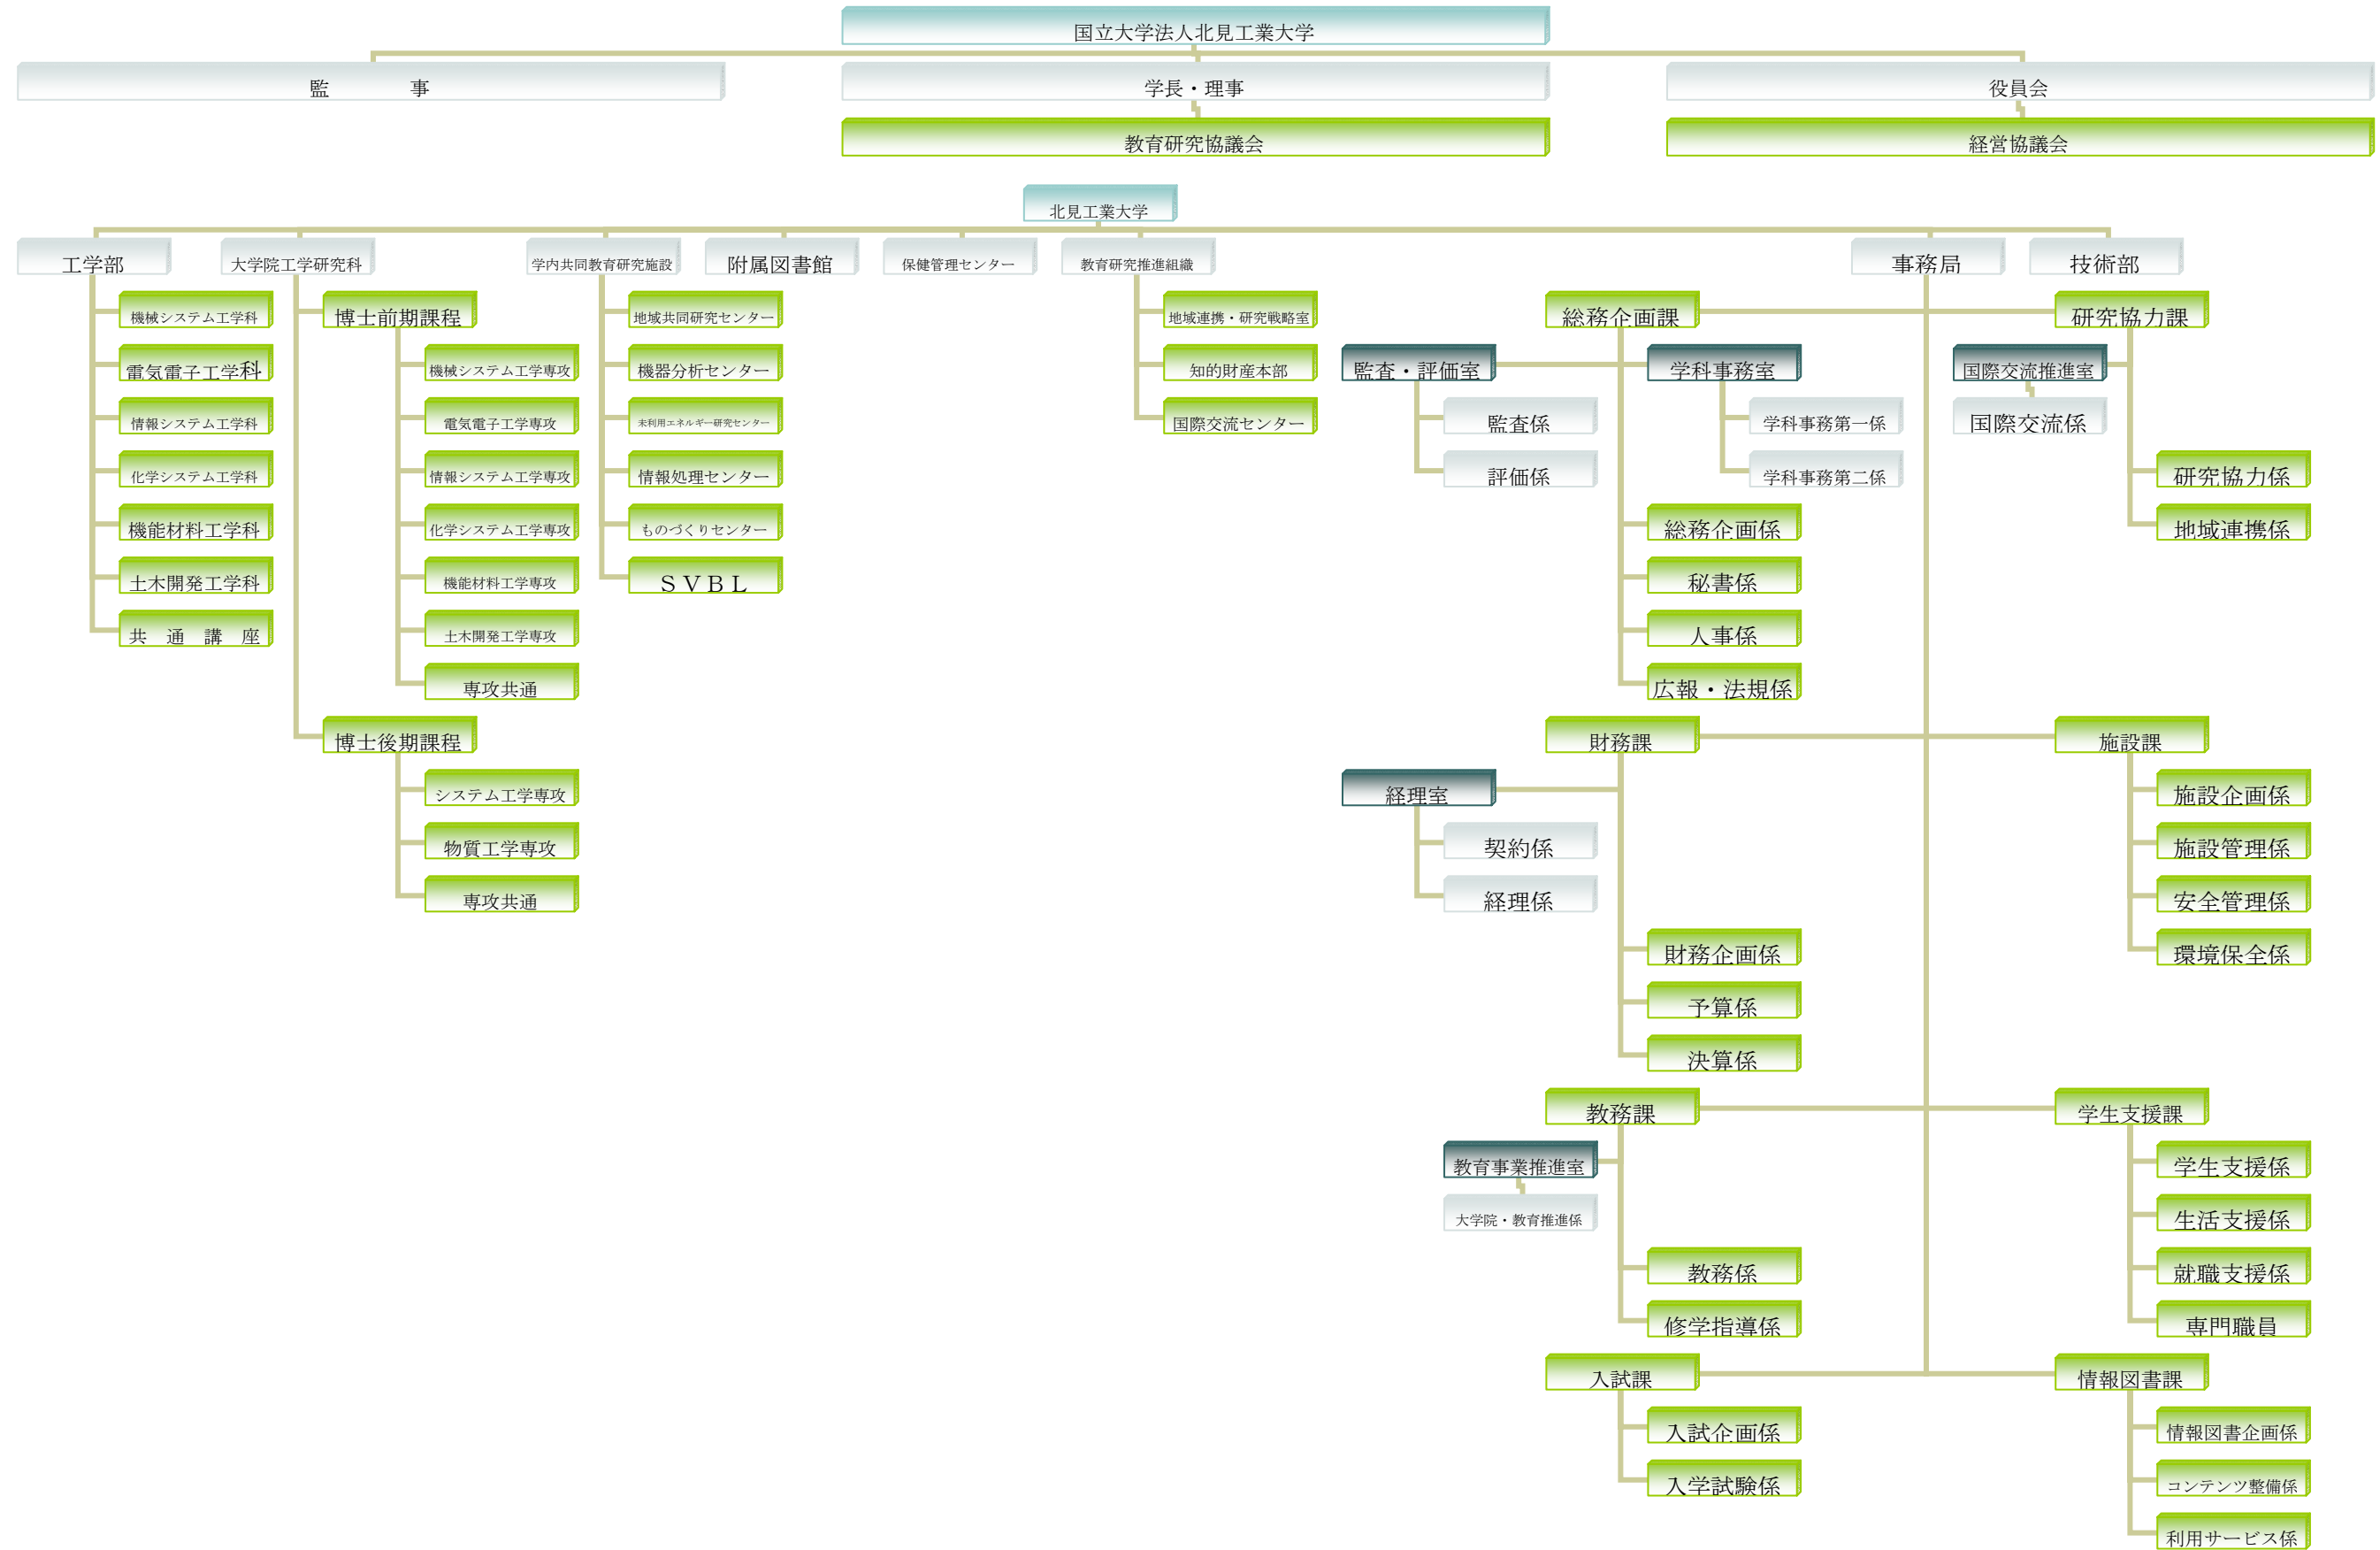 国立大学法人北見工業大学
監　　　　事
学長・理事
役員会
教育研究協議会
経営協議会
北見工業大学
工学部
大学院工学研究科
学内共同教育研究施設
附属図書館
保健管理センター
教育研究推進組織
事務局
技術部
機械システム工学科
電気電子工学科
情報システム工学科
化学システム工学科
機能材料工学科
土木開発工学科
共　通　講　座
博士前期課程
機械システム工学専攻
電気電子工学専攻
情報システム工学専攻
化学システム工学専攻
機能材料工学専攻
土木開発工学専攻
専攻共通
博士後期課程
システム工学専攻
物質工学専攻
専攻共通
地域共同研究センター
機器分析センター
未利用エネルギー研究センター
情報処理センター
ものづくりセンター
ＳＶＢＬ
地域連携・研究戦略室
知的財産本部
国際交流センター
総務企画課
監査・評価室
監査係
評価係
学科事務室
学科事務第一係
学科事務第二係
総務企画係
秘書係
人事係
広報・法規係
研究協力課
国際交流推進室
国際交流係
研究協力係
地域連携係
財務課
経理室
契約係
経理係
財務企画係
予算係
決算係
施設課
施設企画係
施設管理係
安全管理係
環境保全係
教務課
教育事業推進室
大学院・教育推進係
教務係
修学指導係
学生支援課
学生支援係
生活支援係
就職支援係
専門職員
入試課
入試企画係
入学試験係
情報図書課
情報図書企画係
コンテンツ整備係
利用サービス係